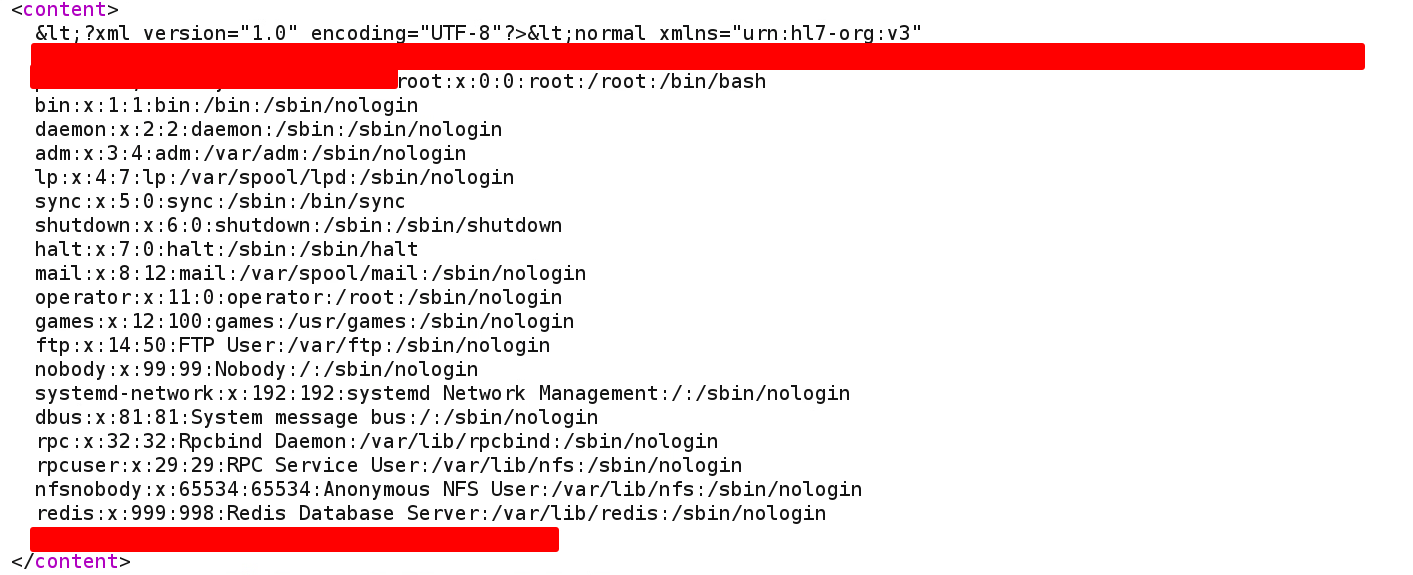 <content>
&lt;?xml version="1.0" encoding="UTF-8"?>&lt;normal xmlns="urn:hl7-org:v3"
root:x:0:0:root:/root:/bin/bash
bin:x:1:1:bin:/bin:/sbin/nologin
daemon:x:2:2:daemon:/sbin:/sbin/nologin
adm:x:3:4:adm:/var/adm:/sbin/nologin
lp:x:4:7:lp:/var/spool/lpd:/sbin/nologin
sync:x:5:0:sync:/sbin:/bin/sync
shutdown:x:6:0:shutdown:/sbin:/sbin/shutdown
halt:x:7:0:halt:/sbin:/sbin/halt
mail:x:8:12:mail:/var/spool/mail:/sbin/nologin
operator:x:11:0:operator:/root:/sbin/nologin
games:x:12:100:games:/usr/games:/sbin/nologin
ftp:x:14:50:FTP User:/var/ftp:/sbin/nologin
nobody:x:99:99:Nobody:/:/sbin/nologin
systemd-network:x:192:192:systemd Network Management:/:/sbin/nologin
dbus:x:81:81:System message bus:/:/sbin/nologin
rpc:x:32:32:Rpcbind Daemon:/var/lib/rpcbind:/sbin/nologin
rpcuser:x:29:29:RPC Service User:/var/lib/nfs:/sbin/nologin
nfsnobody:x:65534:65534:Anonymous NFS User:/var/lib/nfs:/sbin/nologin
redis:x:999:998:Redis Database Server:/var/lib/redis:/sbin/nologin
</content>